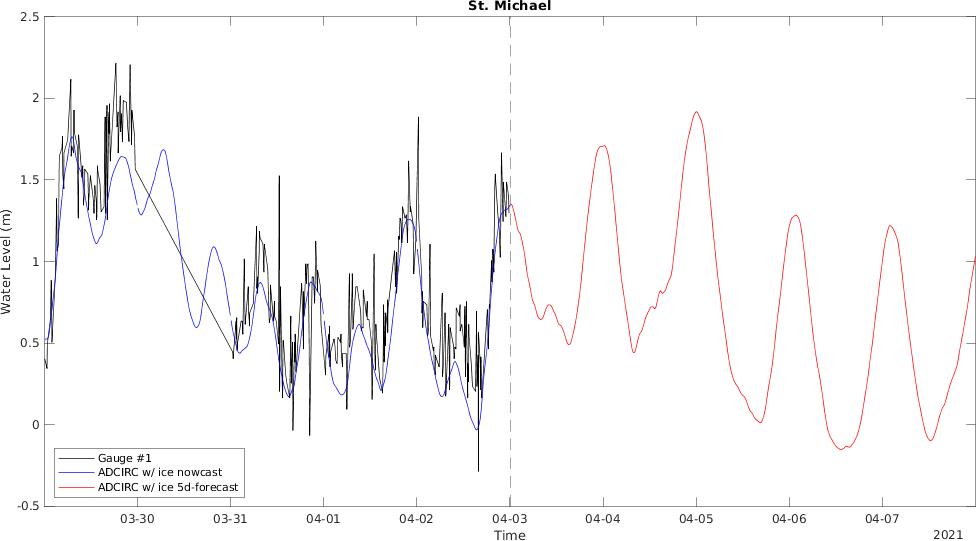 St. Michael
2.5
2
1.5
1
0.5
0
-0.5
Water Level (m)
Gauge #1
ADCIRC w/ ice nowcast
ADCIRC w/ ice 5d-forecast
03-30 03-31 04-01 04-02 04-03 04-04 04-05 04-06 04-07
Time
2021